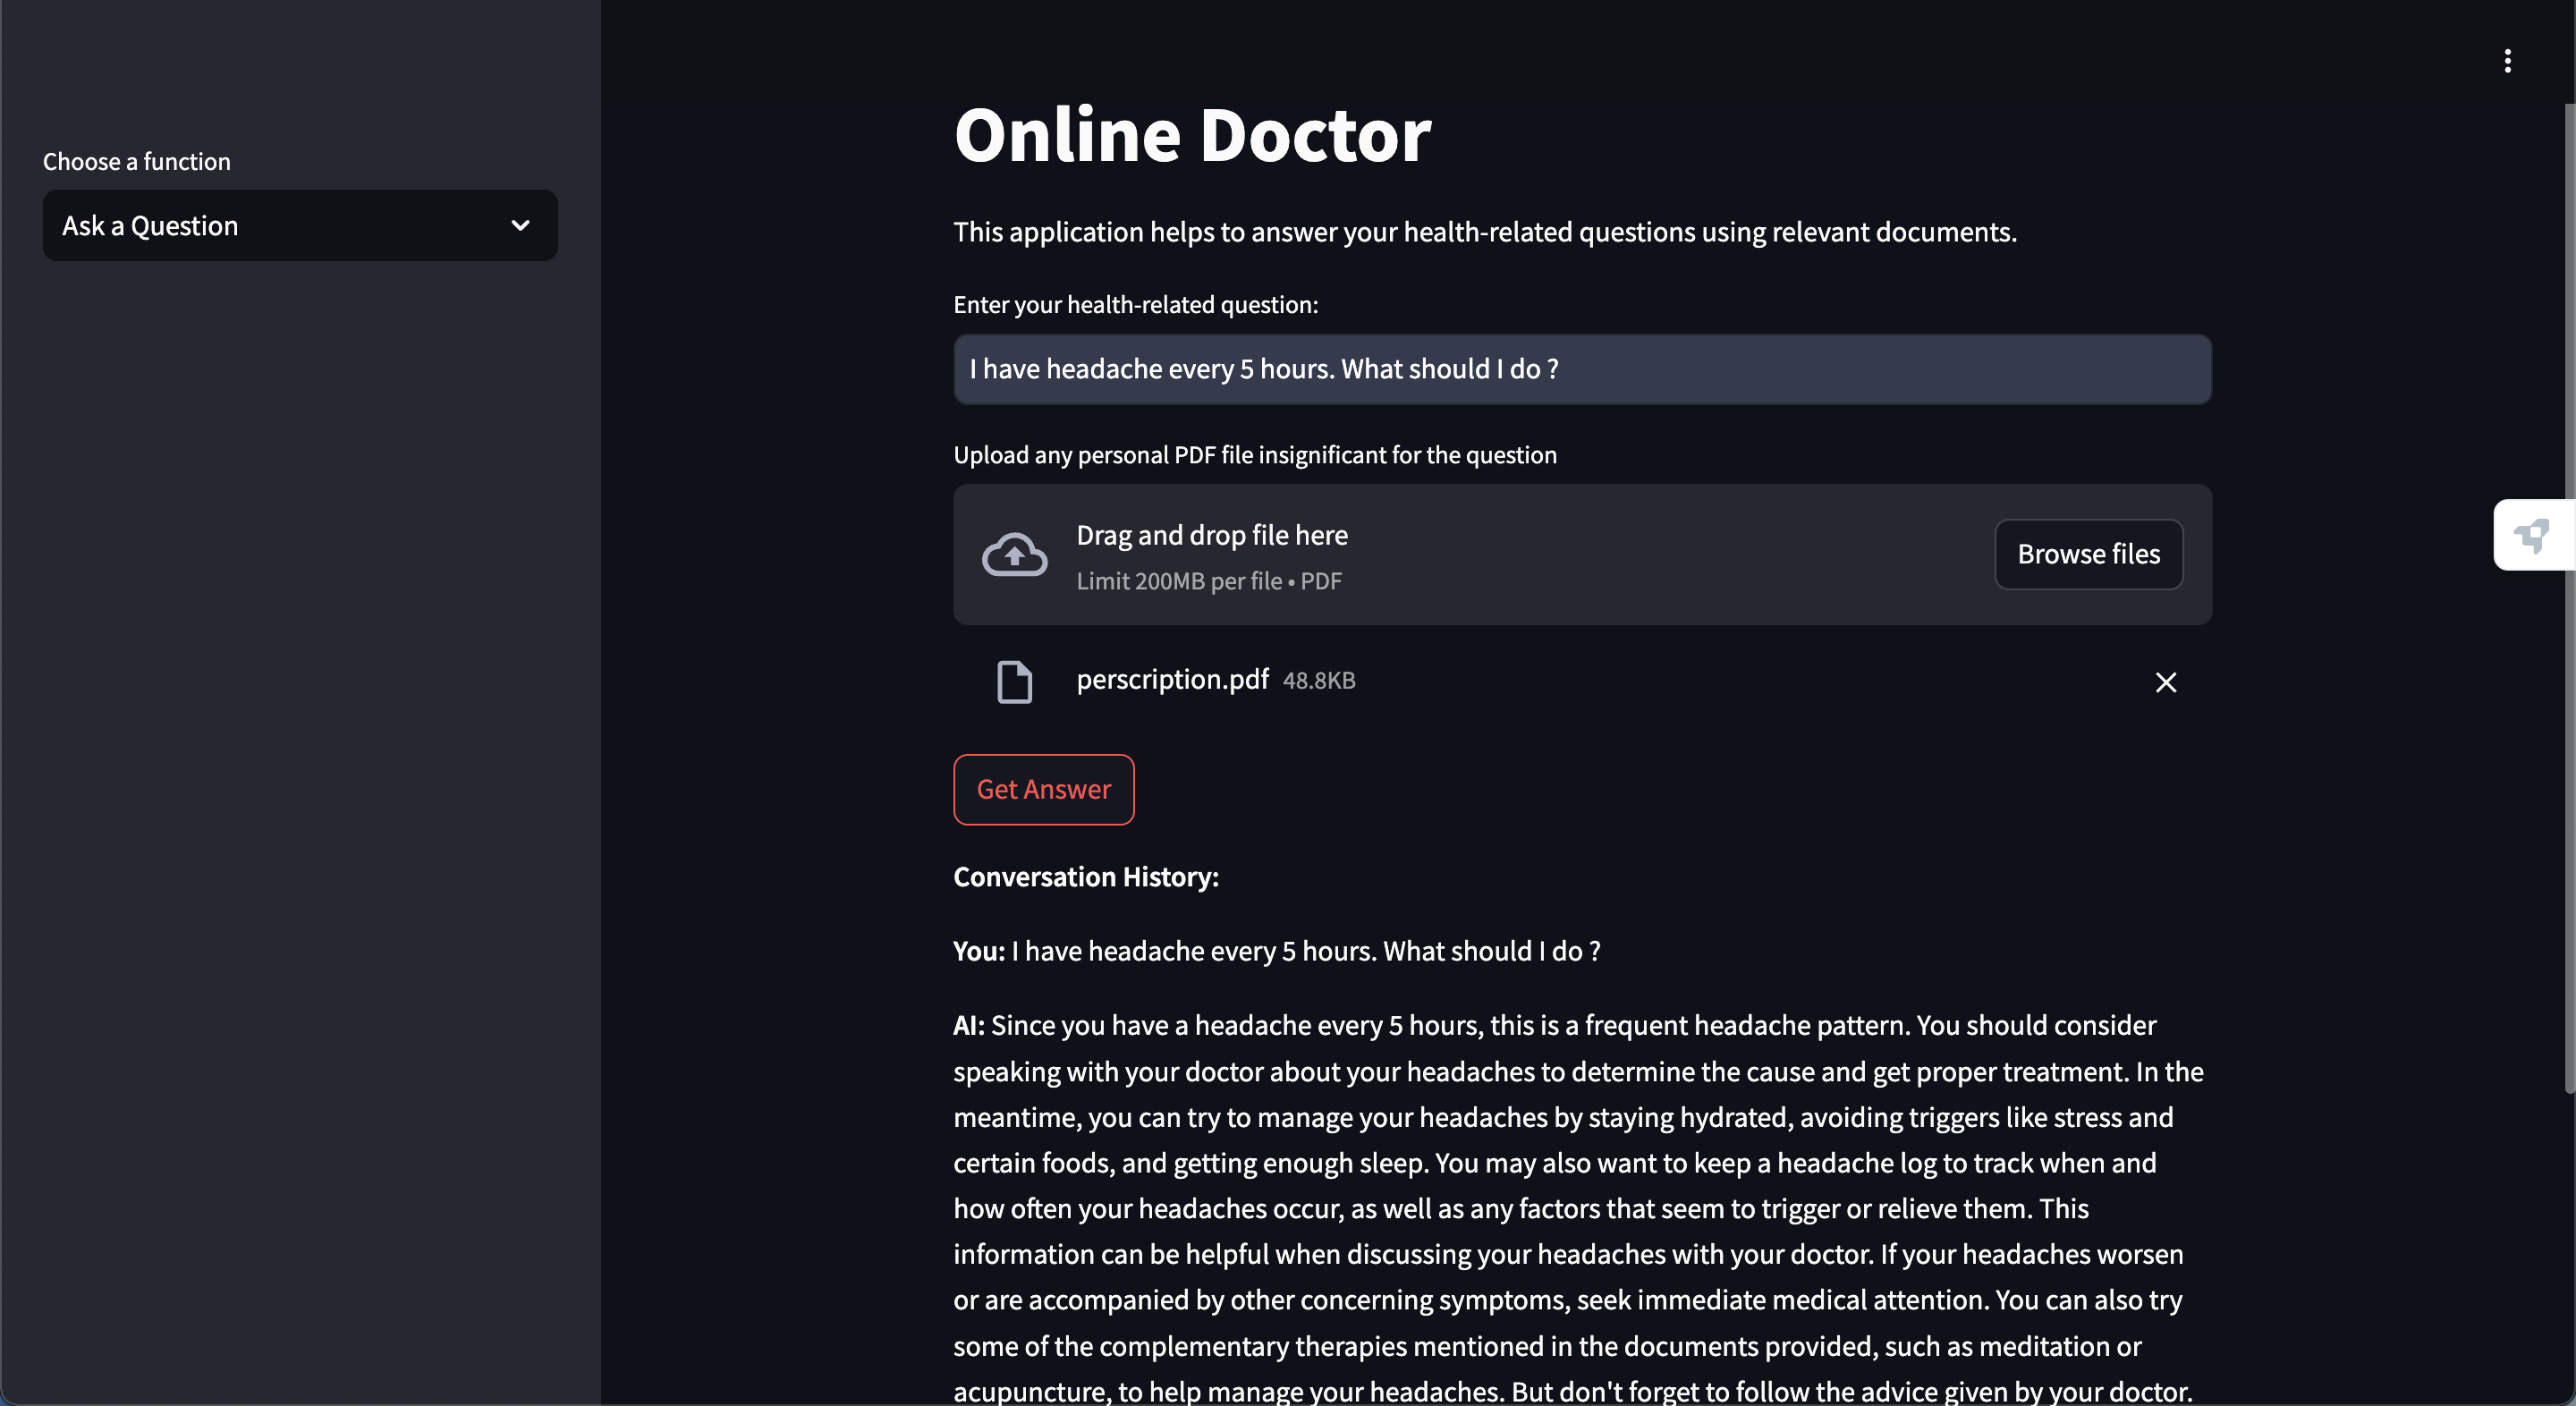 Choose a function
Ask a Question
Online Doctor
This application helps to answer your health-related questions using relevant documents.
Enter your health-related question:
I have headache every 5 hours. What should I do ?
Upload any personal PDF file insignificant for the question
Drag and drop file here
Limit 200MB per file • PDF
Browse files
perscription.pdf 48.8KB
Get Answer
Conversation History:
You: I have headache every 5 hours. What should I do ?
AI: Since you have a headache every 5 hours, this is a frequent headache pattern. You should consider
speaking with your doctor about your headaches to determine the cause and get proper treatment. In the
meantime, you can try to manage your headaches by staying hydrated, avoiding triggers like stress and
certain foods, and getting enough sleep. You may also want to keep a headache log to track when and
how often your headaches occur, as well as any factors that seem to trigger or relieve them. This
information can be helpful when discussing your headaches with your doctor. If your headaches worsen
or are accompanied by other concerning symptoms, seek immediate medical attention. You can also try
some of the complementary therapies mentioned in the documents provided, such as meditation or
acupuncture, to help manage your headaches. But don't forget to follow the advice given by your doctor.